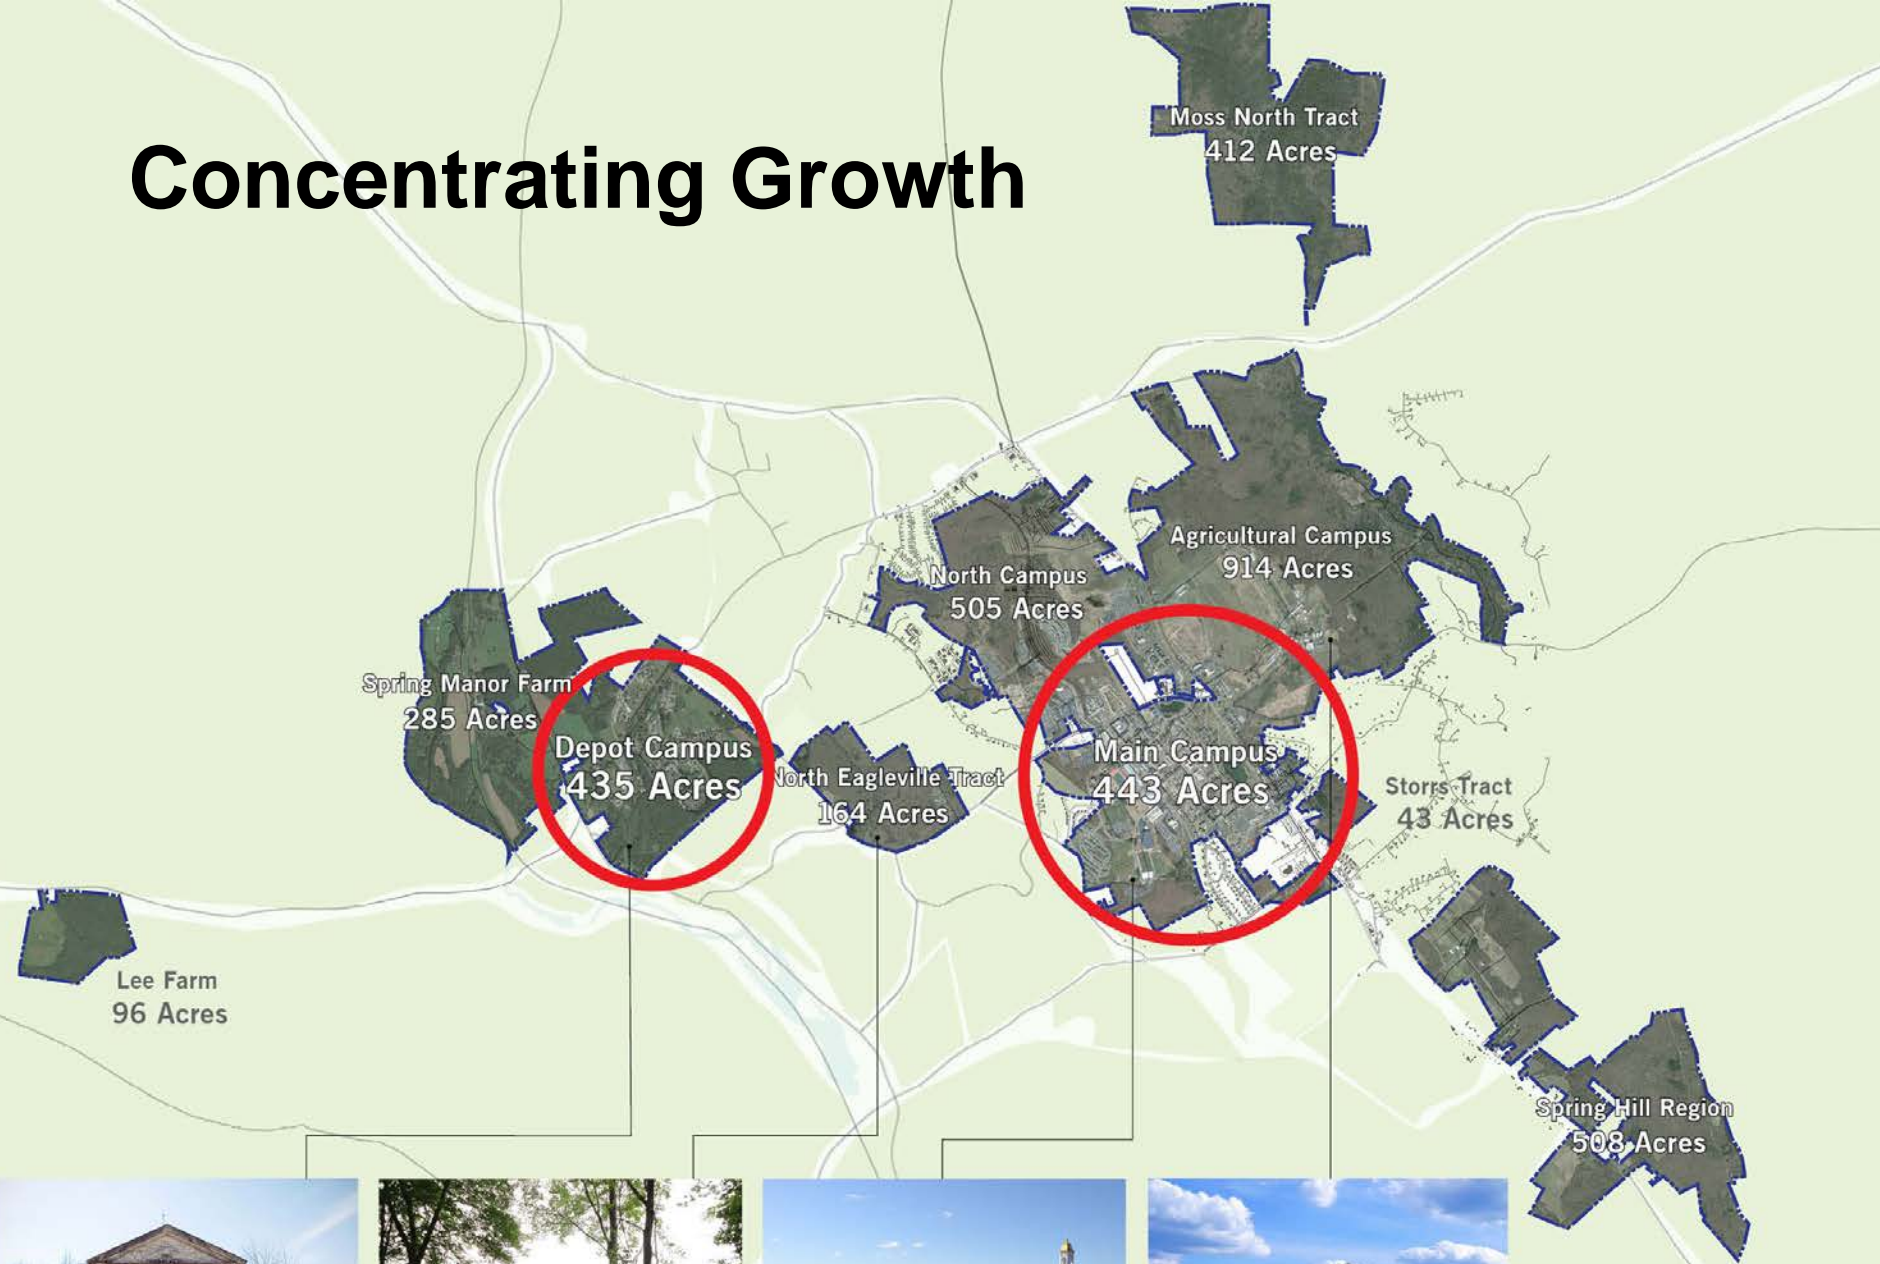 Concentrating Growth
Moss North Tract
412 Acres
Agricultural Campus
914 Acres
North Campus
505 Acres
Spring Manor Farm
285 Acres
Depot Campus
435 Acres
North Eagleville Tract
164 Acres
Main Campus
443 Acres
Storrs Tract
43 Acres
Lee Farm
96 Acres
Spring Hill Region
508 Acres